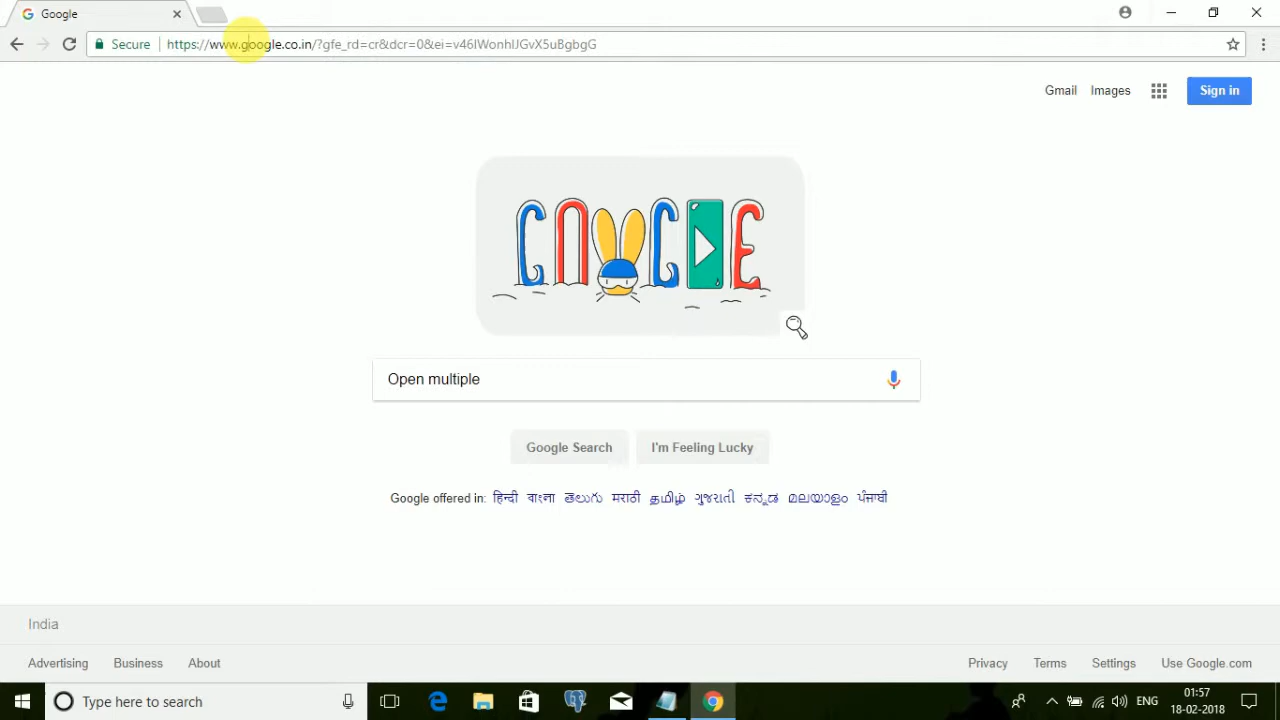 Google
Secure https://www.google.co.in/?gfe_rd=cr&dcr=0&ei=v46IWonhIJGvX5uBgbgG
Gmail Images Sign in
Open multiple
Google Search I'm Feeling Lucky
Google offered in: हिन्दी বাংলা తెలుగు मराठी தமிழ் ગુજરાતી ಕನ್ನಡ മലയാളം ਪੰਜਾਬੀ
India
Advertising Business About Privacy Terms Settings Use Google.com
Type here to search ENG 01:57
18-02-2018